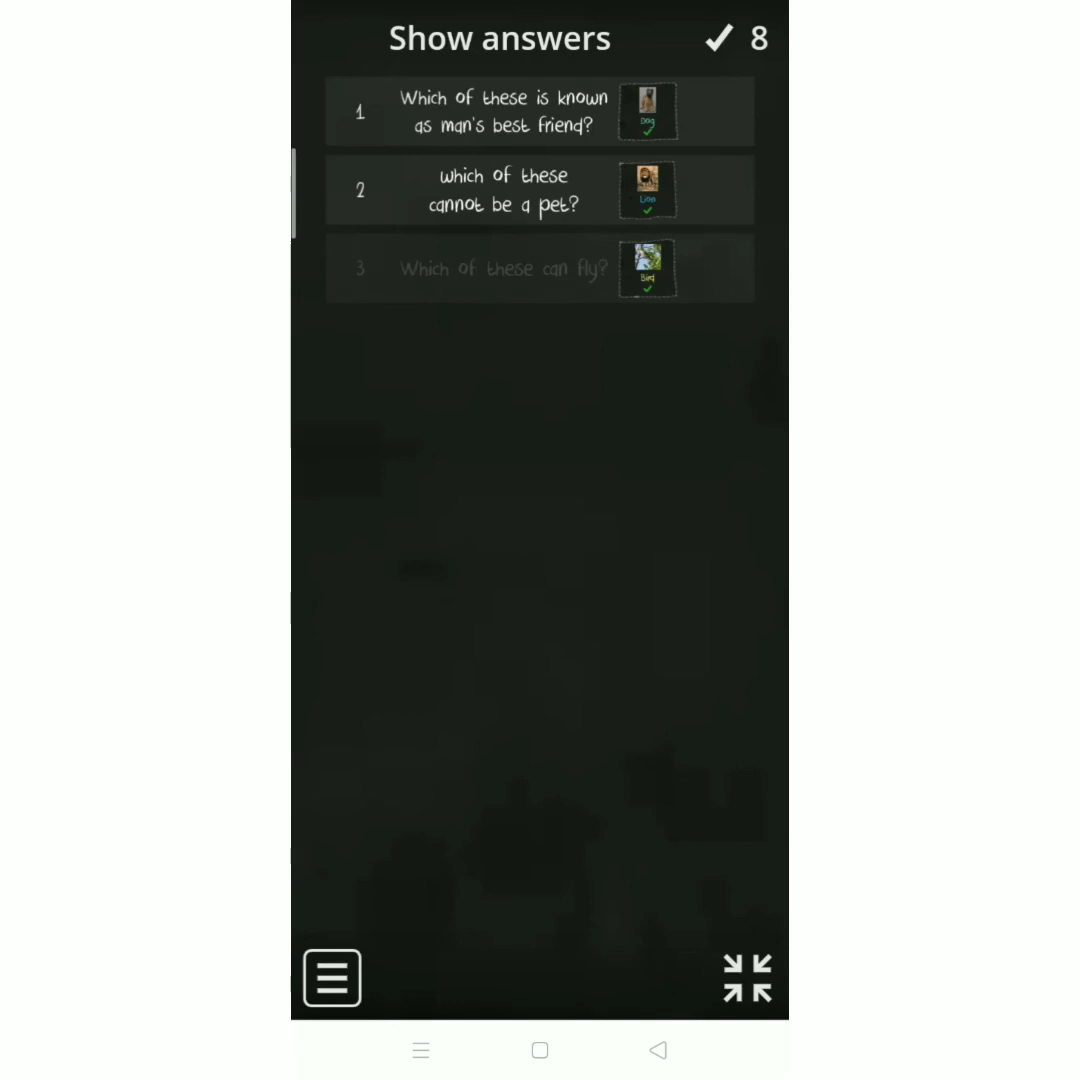 Show answers
8
1
Which of these is known
as man's best friend?
Dog
2
Which of these
cannot be a pet?
Lion
3
Which of these can fly?
Bird